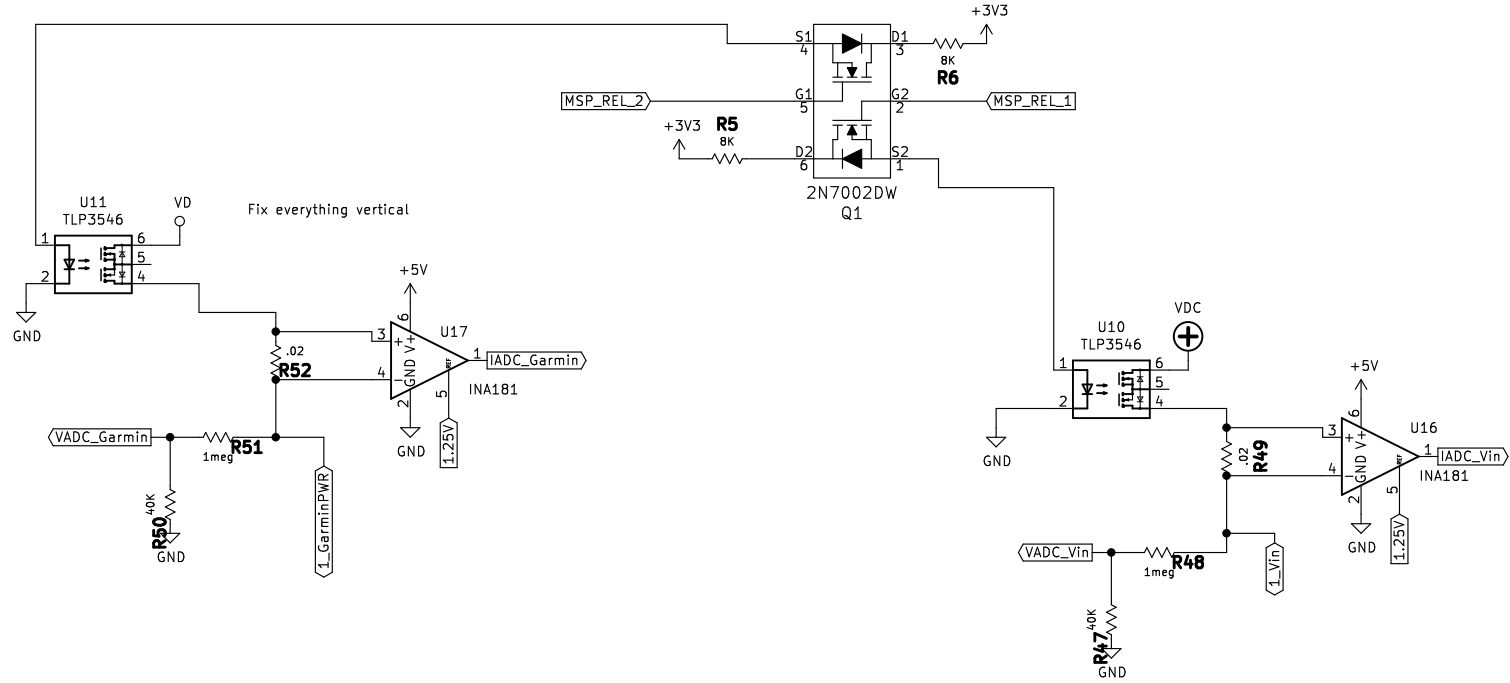 +3V3
S1
D1
4
3
8K
R6
MSP_REL_2
G1
G2
MSP_REL_1
5
2
+3V3
R5
8K
D2
S2
6
1
2N7002DW
Q1
U11
TLP3546
VD
Fix everything vertical
1
6
5
2
4
GND
+5V
6
U17
3
+
V+
.02
R52
1
IADC_Garmin
REF
4
−
GND
INA181
2
5
GND
1.25V
VADC_Garmin
R51
1meg
40K
R50
GND
1_GarminPWR
VDC
U10
TLP3546
1
6
5
2
4
GND
+5V
6
U16
3
+
V+
.02
R49
1
IADC_Vin
REF
4
−
GND
INA181
2
5
GND
1.25V
VADC_Vin
R48
1meg
1_Vin
40K
R47
GND